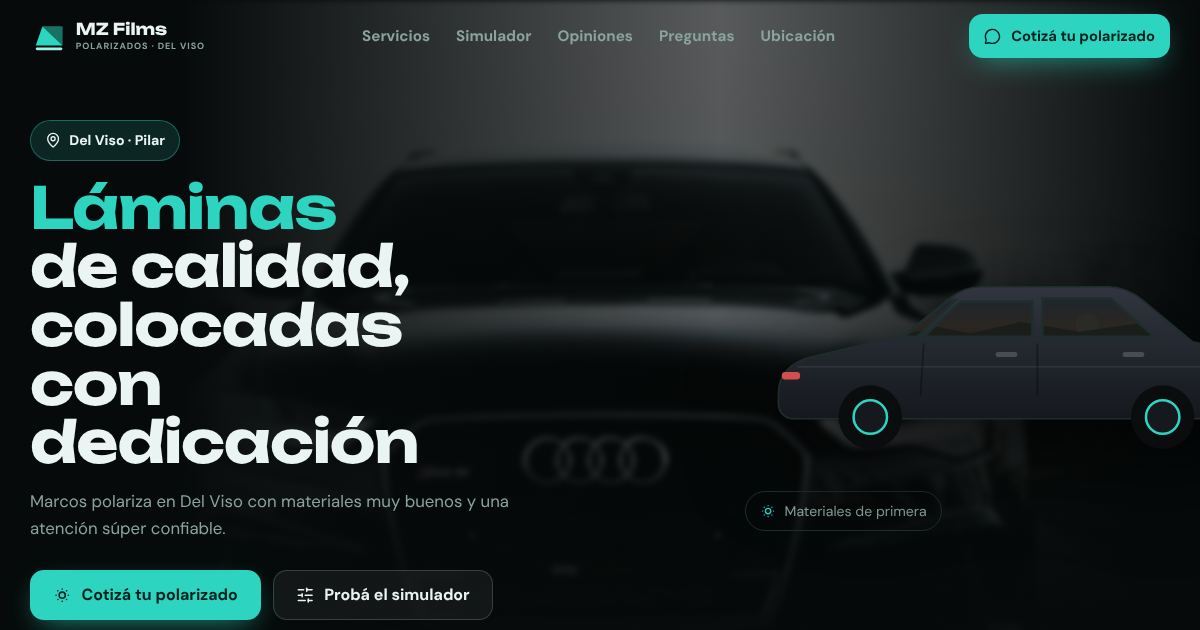 MZ Films
POLARIZADOS · DEL VISO
Servicios
Simulador
Opiniones
Preguntas
Ubicación
Cotizá tu polarizado
Del Viso · Pilar
Láminas
de calidad,
colocadas
con
dedicación
Marcos polariza en Del Viso con materiales muy buenos y una
atención súper confiable.
Materiales de primera
Cotizá tu polarizado
Probá el simulador